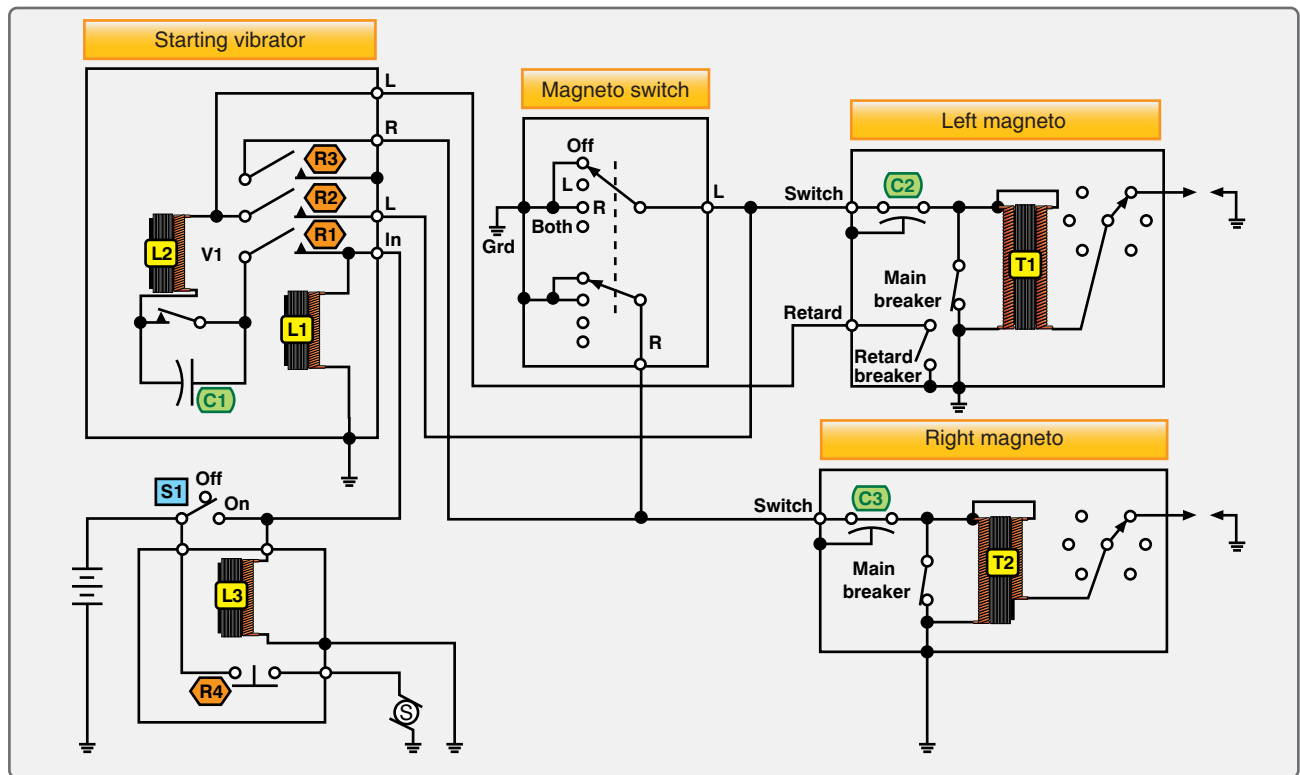 Starting vibrator
Magneto switch
Left magneto
L
R
R3
R2
L
R1
In
L2
V1
L1
C1
Off
L
R
Both
Grd
L
R
Switch
C2
T1
Main
breaker
Retard
Retard
breaker
Right magneto
Switch
C3
T2
Main
breaker
S1
Off
On
L3
R4
S